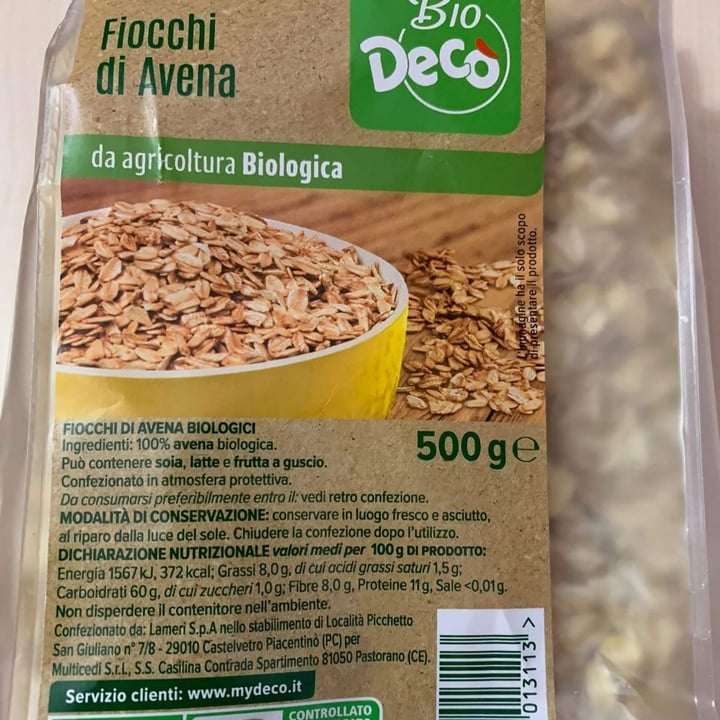 Fiocchi
di Avena
BIO
Decò
da agricoltura Biologica
L'immagine ha il solo scopo
di presentare il prodotto.
500 g e
FIOCCHI DI AVENA BIOLOGICI
Ingredienti: 100% avena biologica.
Può contenere soia, latte e frutta a guscio.
Confezionato in atmosfera protettiva.
Da consumarsi preferibilmente entro il: vedi retro confezione.
MODALITÀ DI CONSERVAZIONE: conservare in luogo fresco e asciutto,
al riparo dalla luce del sole. Chiudere la confezione dopo l'utilizzo.
DICHIARAZIONE NUTRIZIONALE valori medi per 100 g DI PRODOTTO:
Energia 1567 kJ, 372 kcal; Grassi 8,0 g, di cui acidi grassi saturi 1,5 g;
Carboidrati 60 g, di cui zuccheri 1,0 g; Fibre 8,0 g, Proteine 11 g, Sale <0,01 g.
Non disperdere il contenitore nell'ambiente.
Confezionato da: Lameri S.p.A nello stabilimento di Località Picchetto
San Giuliano n° 7/8 - 29010 Castelvetro Piacentino (PC) per
Multicedi S.r.l., S.S. Casilina Contrada Spartimento 81050 Pastorano (CE).
Servizio clienti: www.mydeco.it
CONTROLLATO
013113 >